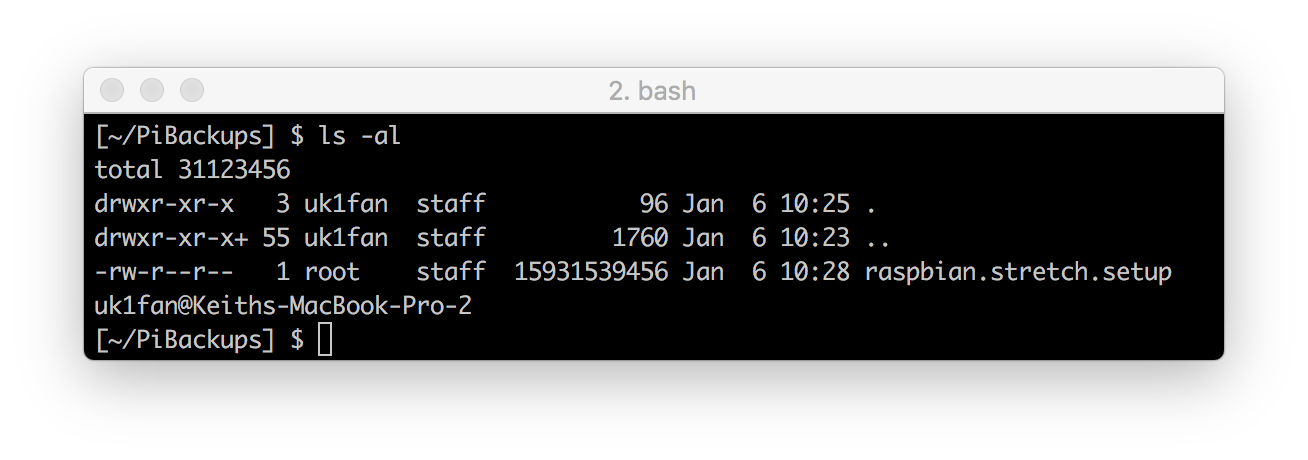 2. bash
[~/PiBackups] $ ls -al
total 31123456
drwxr-xr-x   3 uk1fan  staff           96 Jan  6 10:25 .
drwxr-xr-x+ 55 uk1fan  staff         1760 Jan  6 10:23 ..
-rw-r--r--   1 root    staff  15931539456 Jan  6 10:28 raspbian.stretch.setup
uk1fan@Keiths-MacBook-Pro-2
[~/PiBackups] $